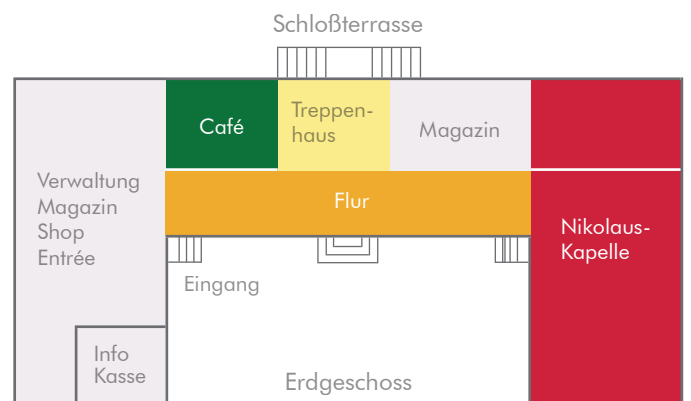 Schloßterrasse
Café
Treppen-
haus
Magazin
Verwaltung
Magazin
Shop
Entrée
Flur
Nikolaus-
Kapelle
Eingang
Info
Kasse
Erdgeschoss